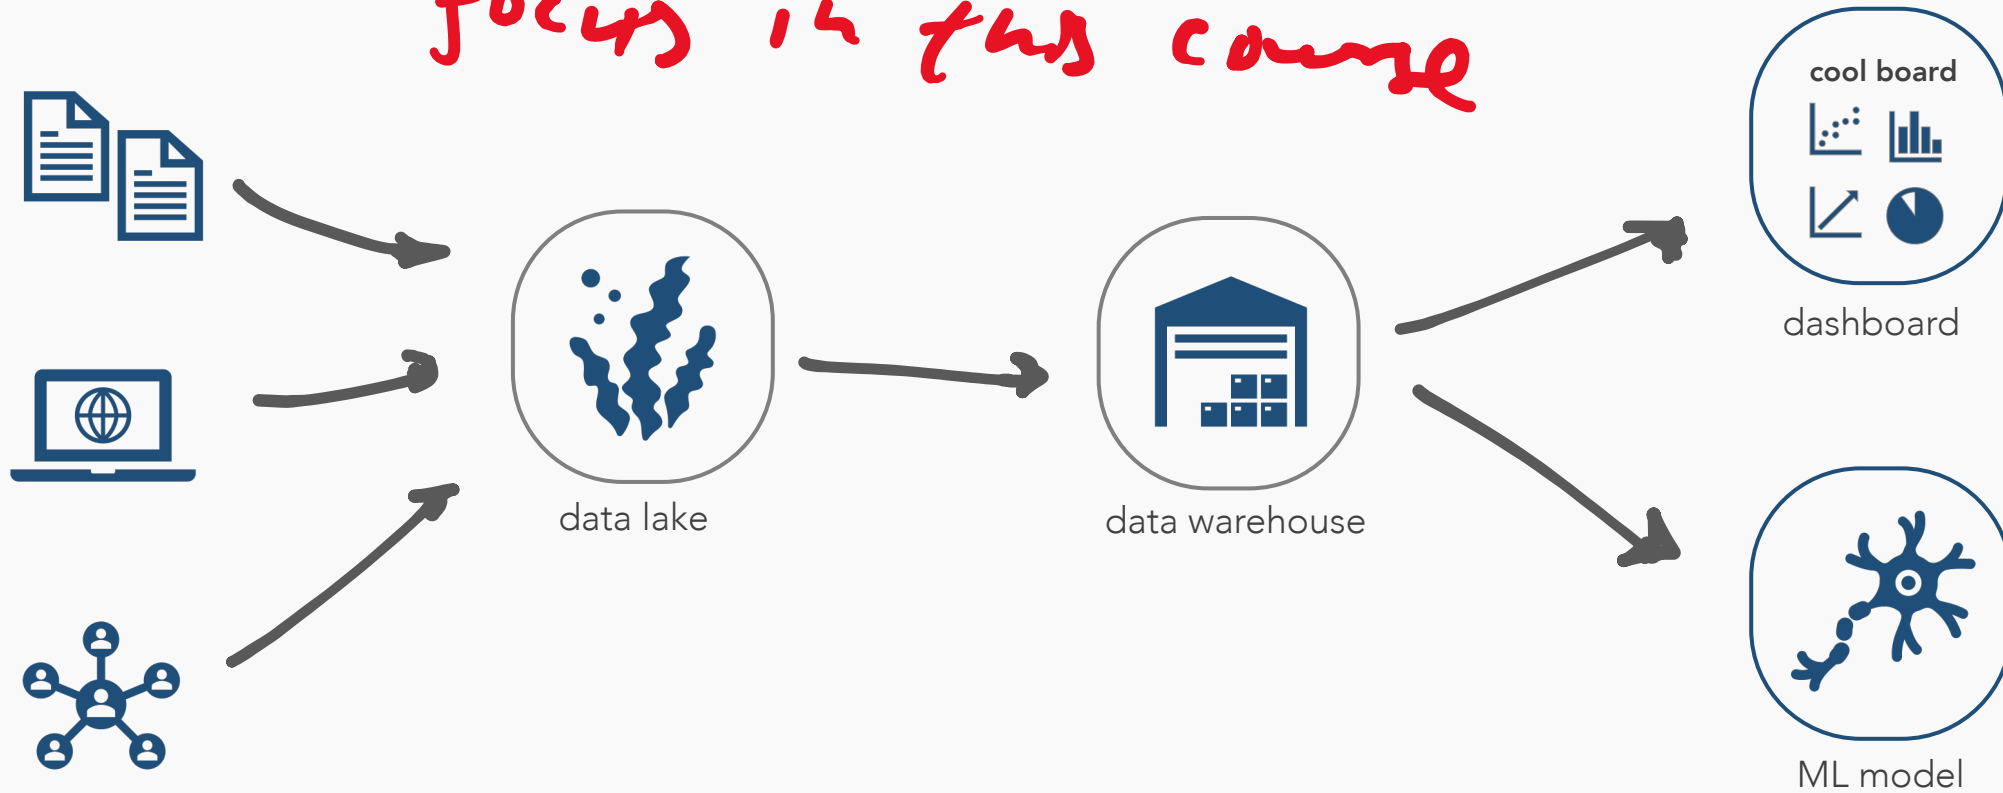 focus in this course
cool board
dashboard
data lake
data warehouse
ML model